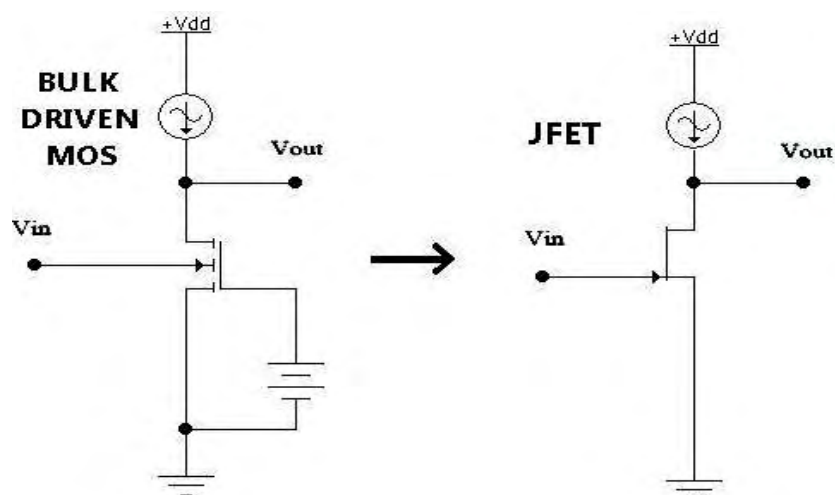 +Vdd
BULK
DRIVEN
MOS
Vout
Vin
+Vdd
JFET
Vout
Vin